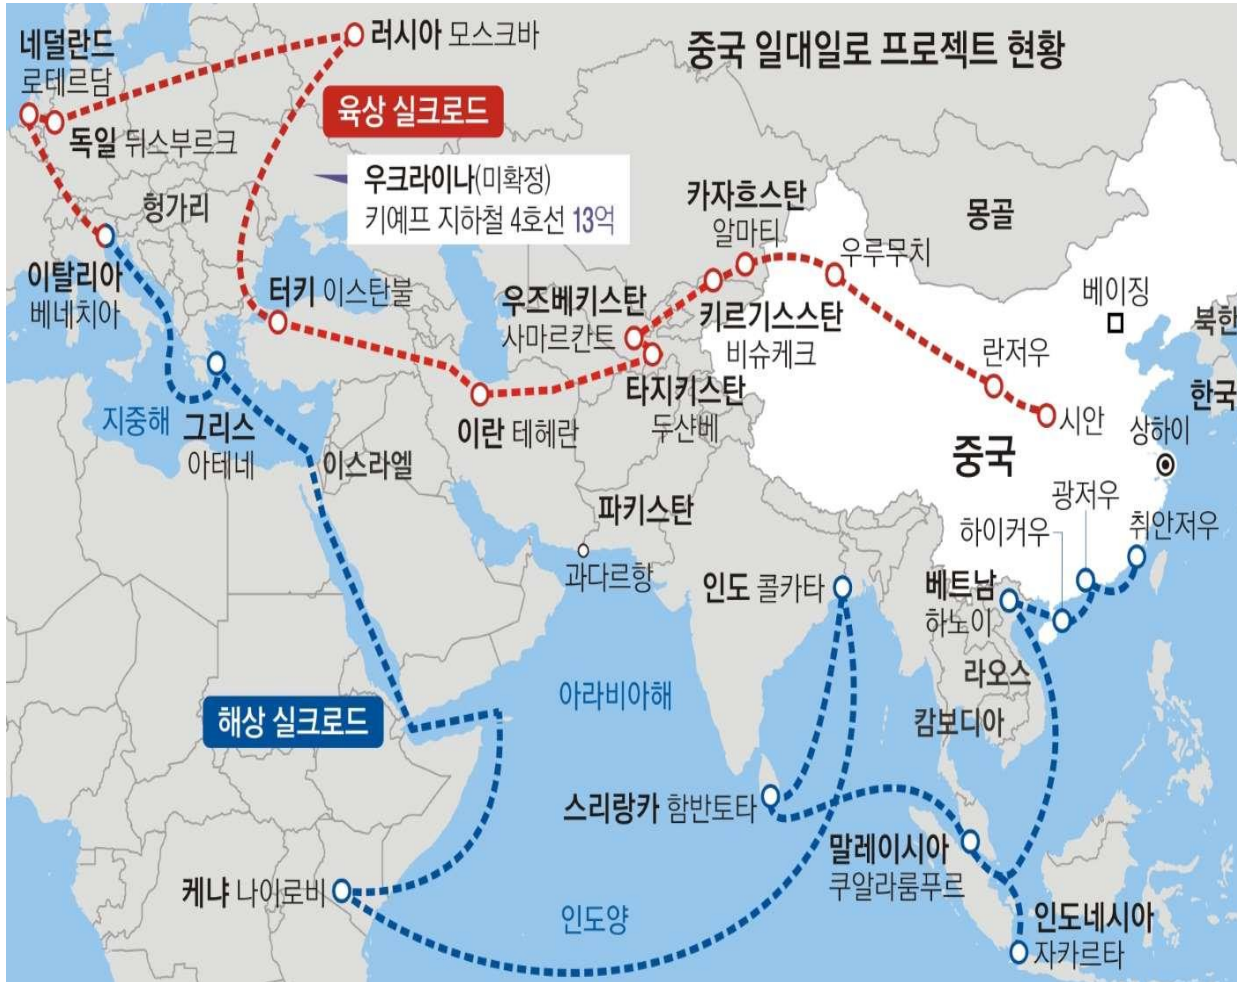 중국 일대일로 프로젝트 현황
네덜란드
로테르담
러시아 모스크바
독일 뒤스부르크
육상 실크로드
우크라이나(미확정)
키예프 지하철 4호선 13억
헝가리
이탈리아
베네치아
터키 이스탄불
카자흐스탄
알마티
우루무치
몽골
우즈베키스탄
사마르칸트
키르기스스탄
비슈케크
베이징
북한
란저우
타지키스탄
두샨베
한국
시안
상하이
지중해
그리스
아테네
이란 테헤란
이스라엘
중국
파키스탄
과다르항
광저우
하이커우
취안저우
인도 콜카타
베트남
하노이
라오스
캄보디아
아라비아해
해상 실크로드
스리랑카 함반토타
말레이시아
쿠알라룸푸르
케냐 나이로비
인도양
인도네시아
자카르타